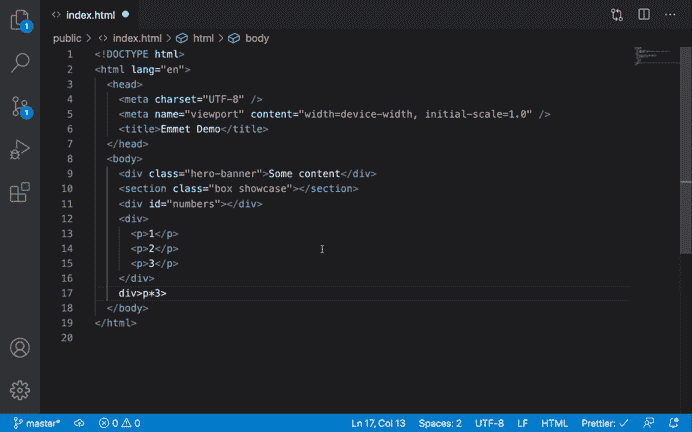 1
1
index.html
public > index.html > html > body
1 <!DOCTYPE html>
2 <html lang="en">
3 <head>
4 <meta charset="UTF-8" />
5 <meta name="viewport" content="width=device-width, initial-scale=1.0" />
6 <title>Emmet Demo</title>
7 </head>
8 <body>
9 <div class="hero-banner">Some content</div>
10 <section class="box showcase"></section>
11 <div id="numbers"></div>
12 <div>
13 <p>1</p>
14 <p>2</p>
15 <p>3</p>
16 </div>
17 div>p*3>
18 </body>
19 </html>
20
master* 0 0 Ln 17, Col 13 Spaces: 2 UTF-8 LF HTML Prettier: ✓